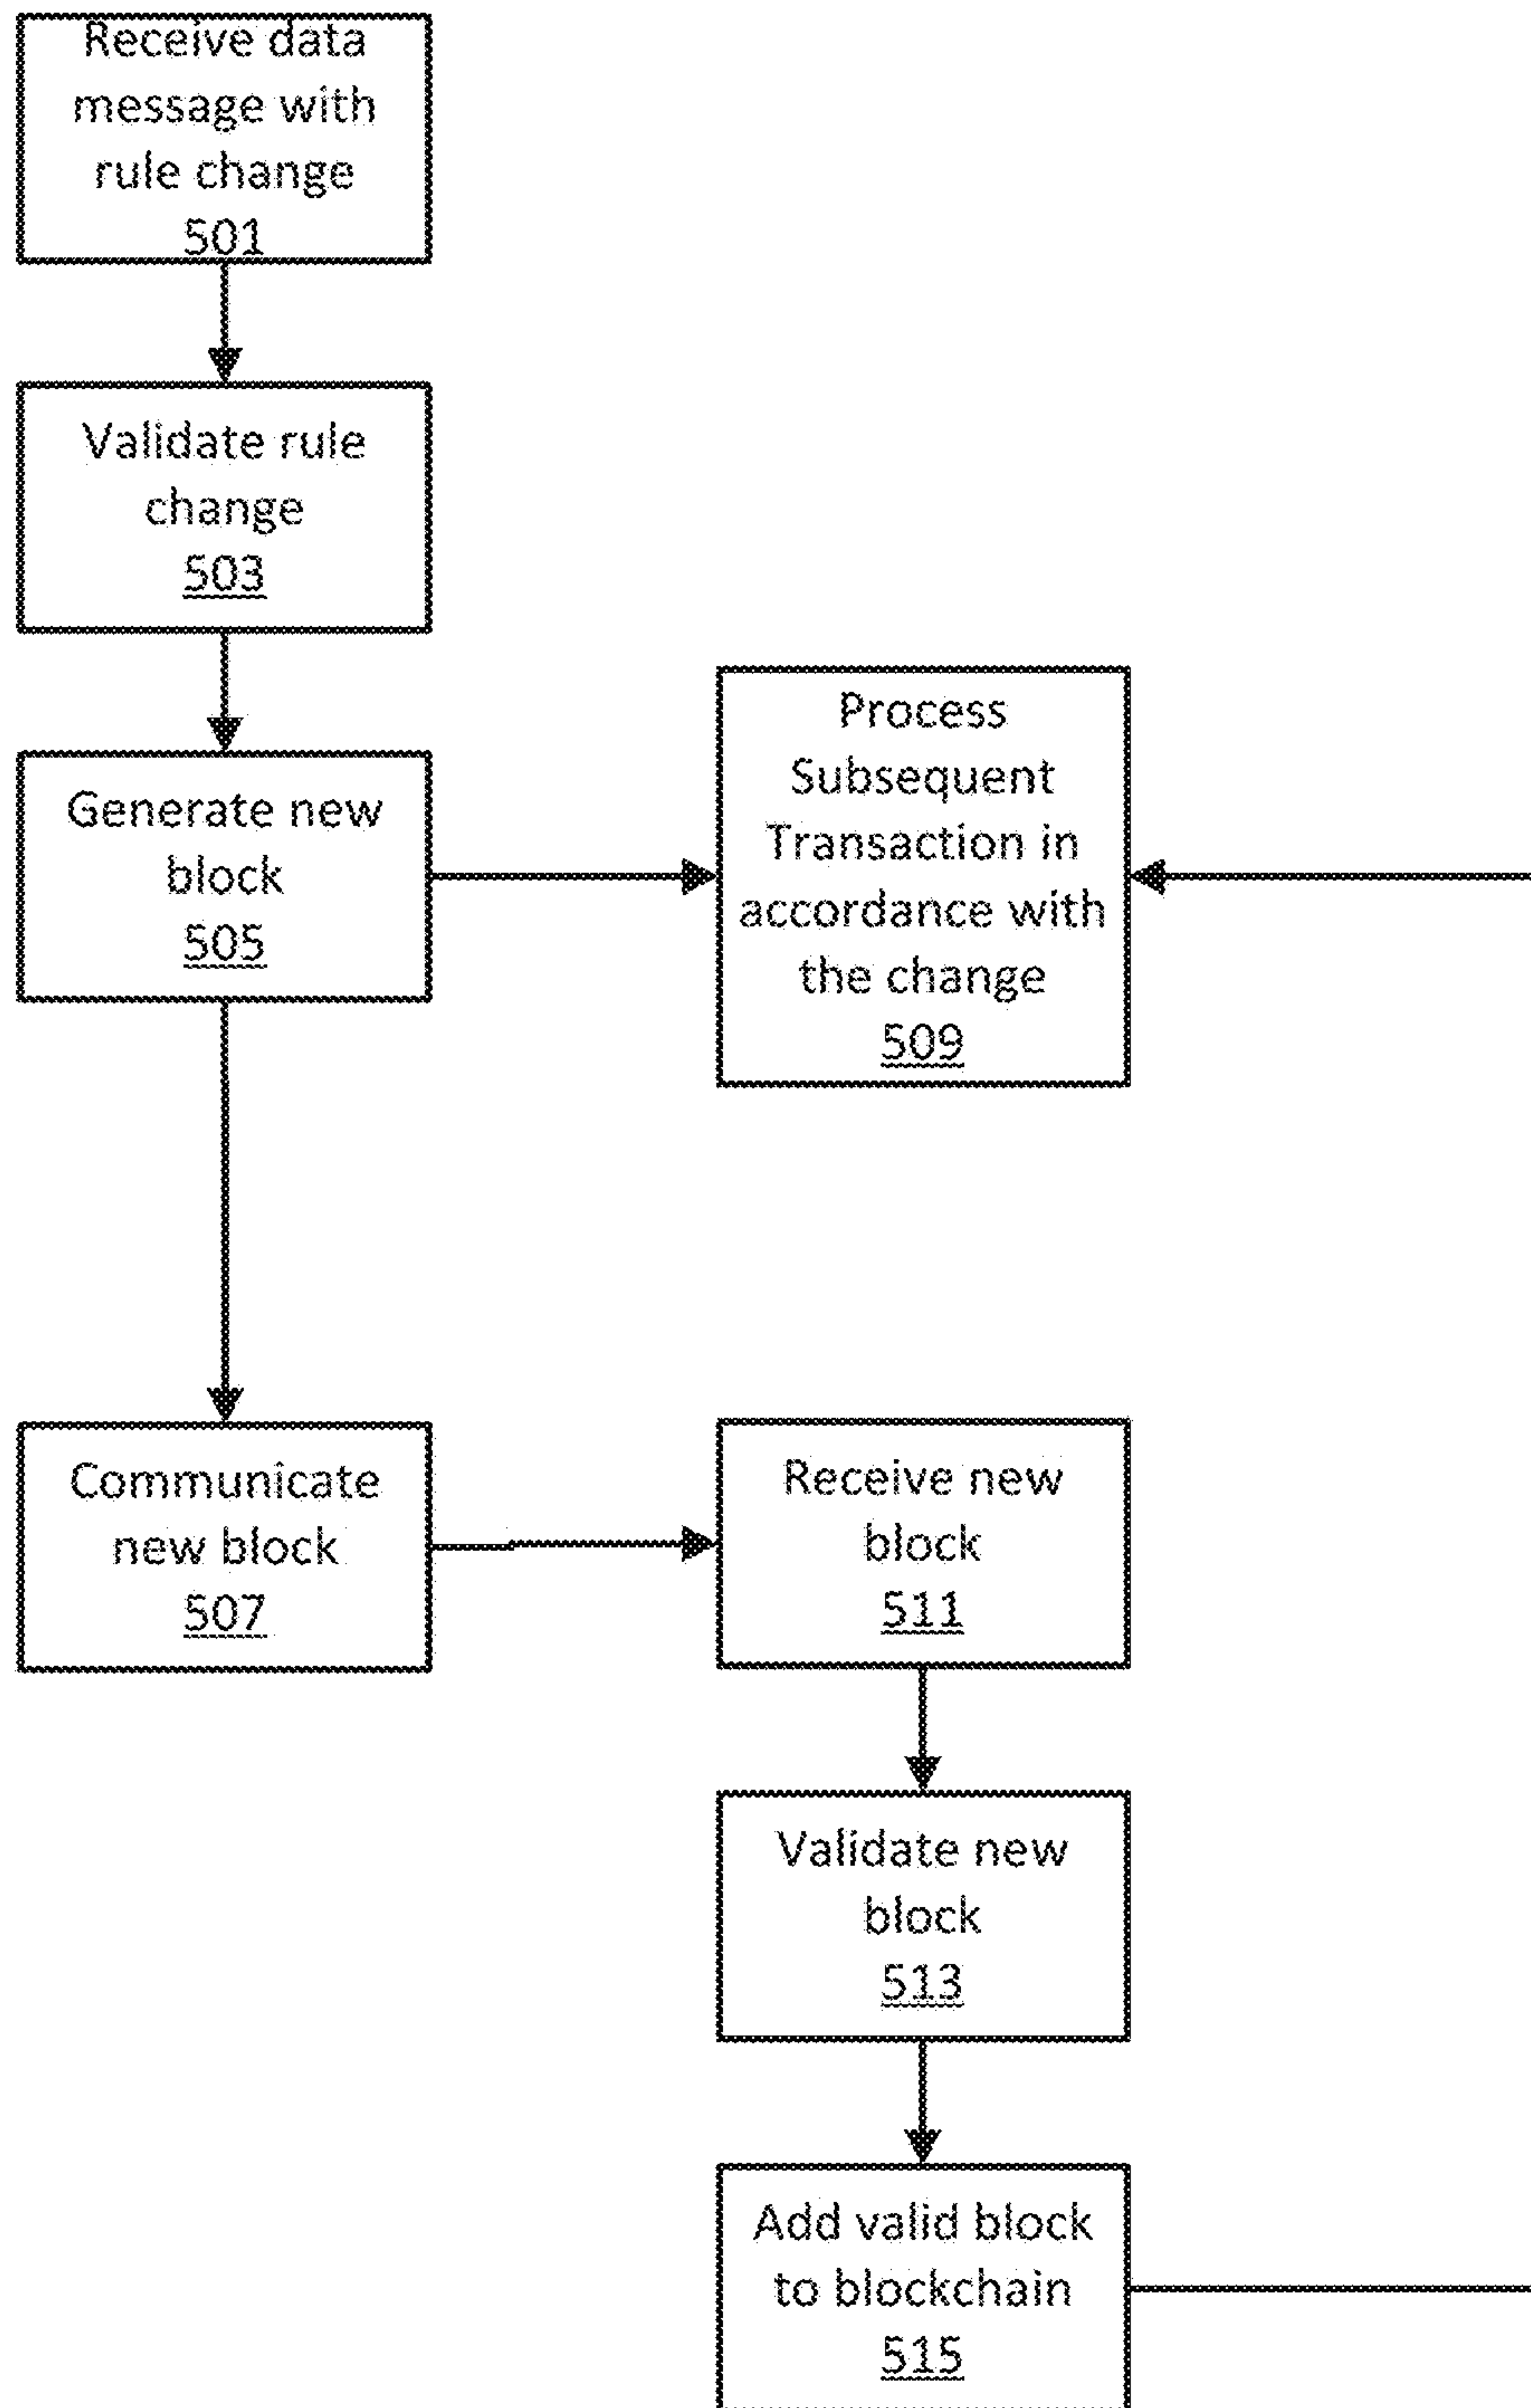 Receive data
message with
rule change
501
Validate rule
change
503
Generate new
block
505
Process
Subsequent
Transaction in
accordance with
the change
509
Communicate
new block
507
Receive new
block
511
Validate new
block
513
Add valid block
to blockchain
515